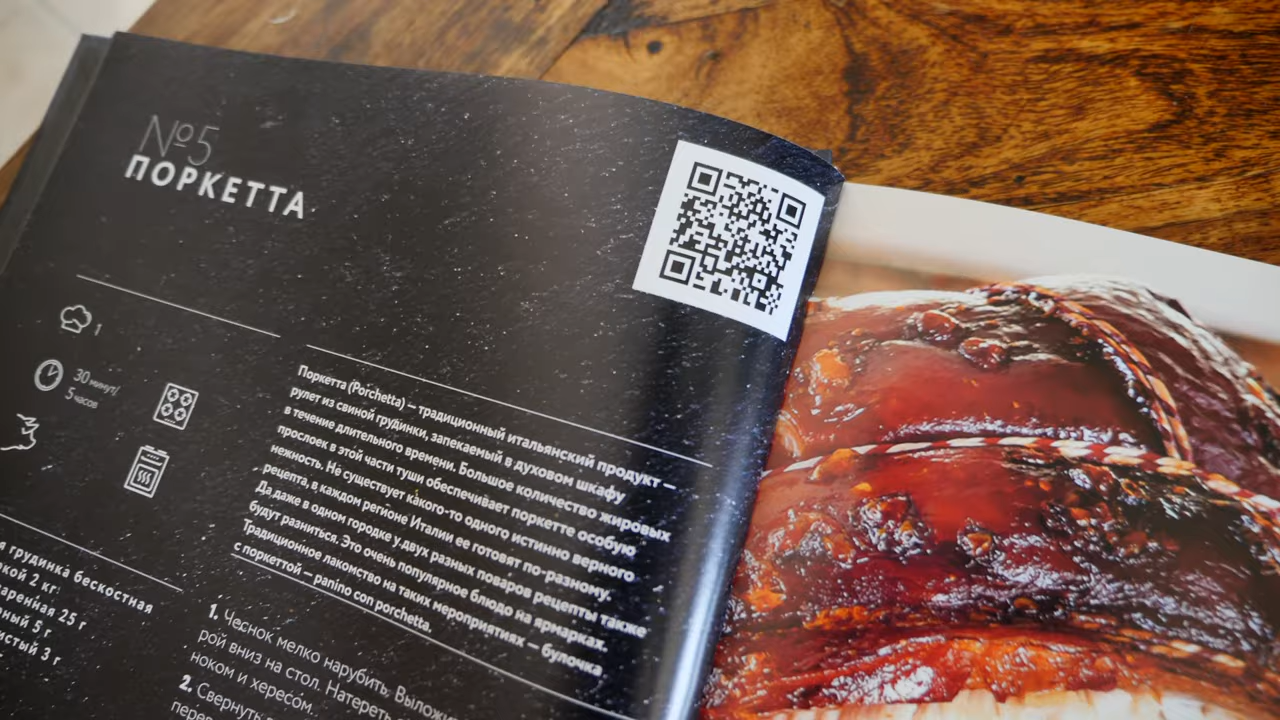 №5
ПОРКЕТТА
1
30 минут/
5 часов
Поркетта (Porchetta) — традиционный итальянский продукт —
рулет из свиной грудинки, запекаемый в духовом шкафу
в течение длительного времени. Большое количество жировых
прослоек в этой части туши обеспечивает поркетте особую
нежность. Не существует какого-то одного истинно верного
рецепта, в каждом регионе Италии ее готовят по-разному.
Да даже в одном городке у двух разных поваров рецепты также
будут разниться. Это очень популярное блюдо на ярмарках.
Традиционное лакомство на таких мероприятиях — булочка
с поркеттой — panino con porchetta.
я грудинка бескостная
кой 2 кг
аренная 25 г
ный 5 г
истый 3 г
1. Чеснок мелко нарубить. Выложи
рой вниз на стол. Натереть
ноком и хересом.
2. Свернуть